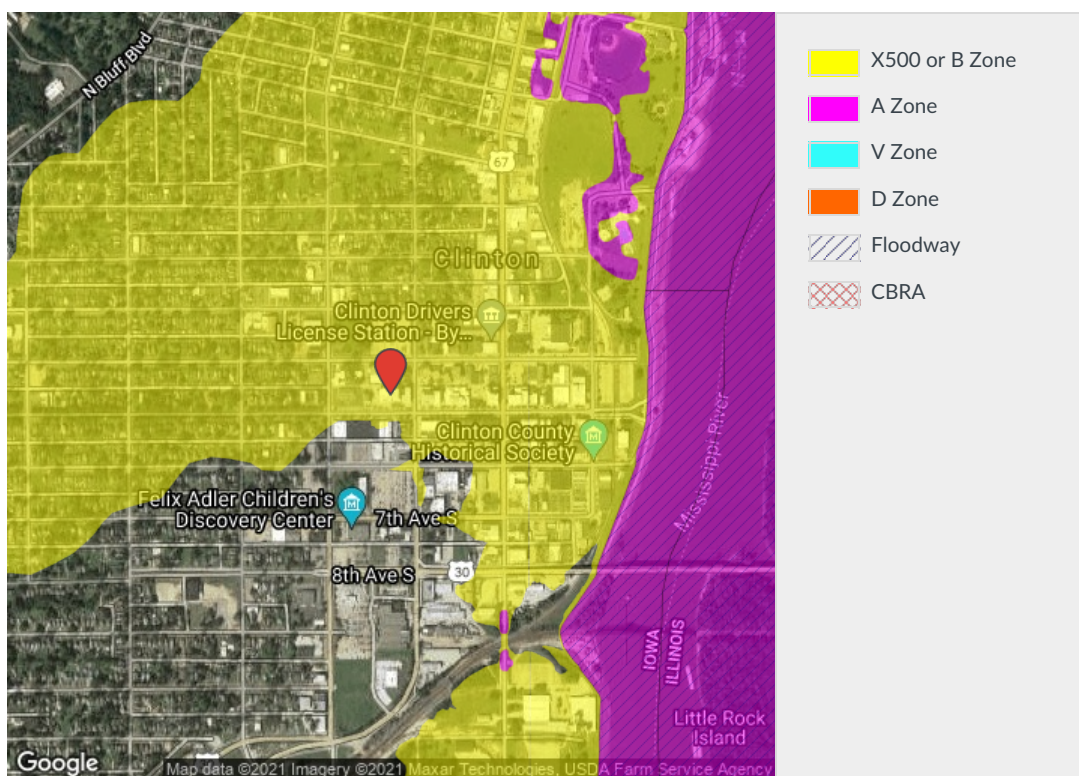 N Bluff Blvd
67
Clinton
Clinton Drivers
License Station - By...
Clinton County
Historical Society
Felix Adler Children's
Discovery Center
7th Ave S
8th Ave S
30
Mississippi River
IOWA
ILLINOIS
Little Rock
Island
Google
Map data ©2021 Imagery ©2021 Maxar Technologies, USDA Farm Service Agency
X500 or B Zone
A Zone
V Zone
D Zone
Floodway
CBRA